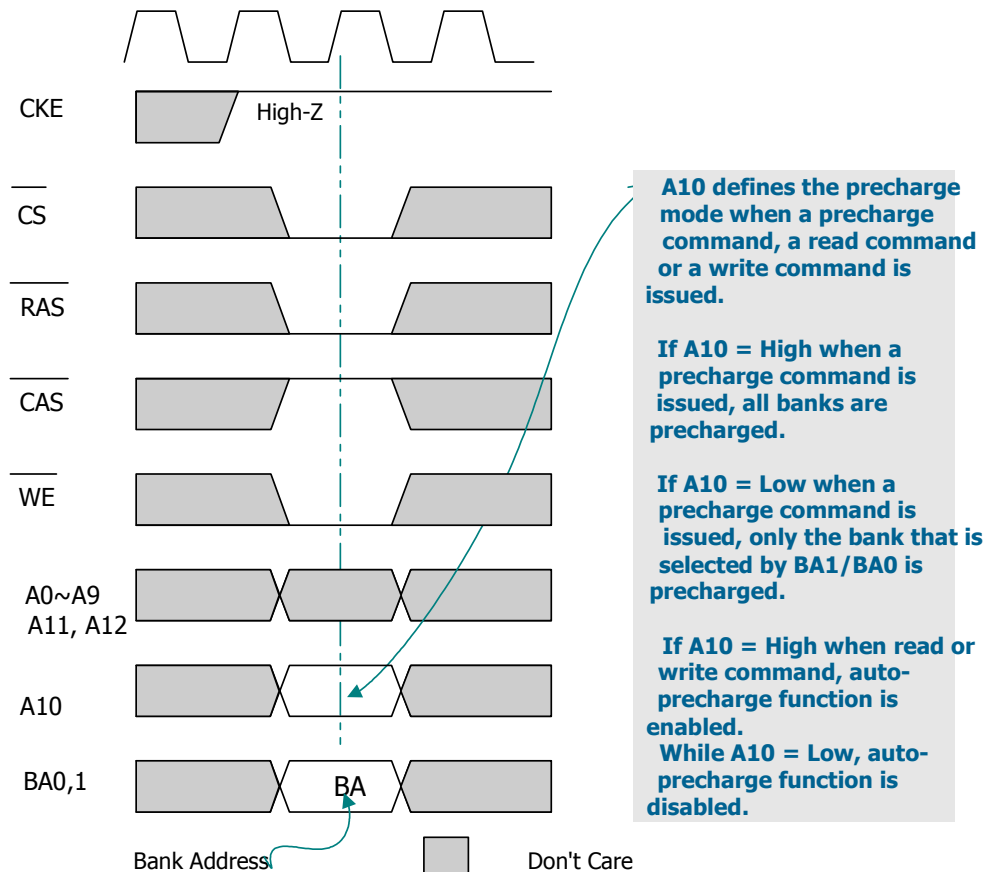 CKE
High-Z
CS
RAS
CAS
WE
A0~A9
A11, A12
A10
BA0,1
BA
Bank Address
Don't Care
A10 defines the precharge
mode when a precharge
command, a read command
or a write command is
issued.
If A10 = High when a
precharge command is
issued, all banks are
precharged.
If A10 = Low when a
precharge command is
issued, only the bank that is
selected by BA1/BA0 is
precharged.
If A10 = High when read or
write command, auto-
precharge function is
enabled.
While A10 = Low, auto-
precharge function is
disabled.